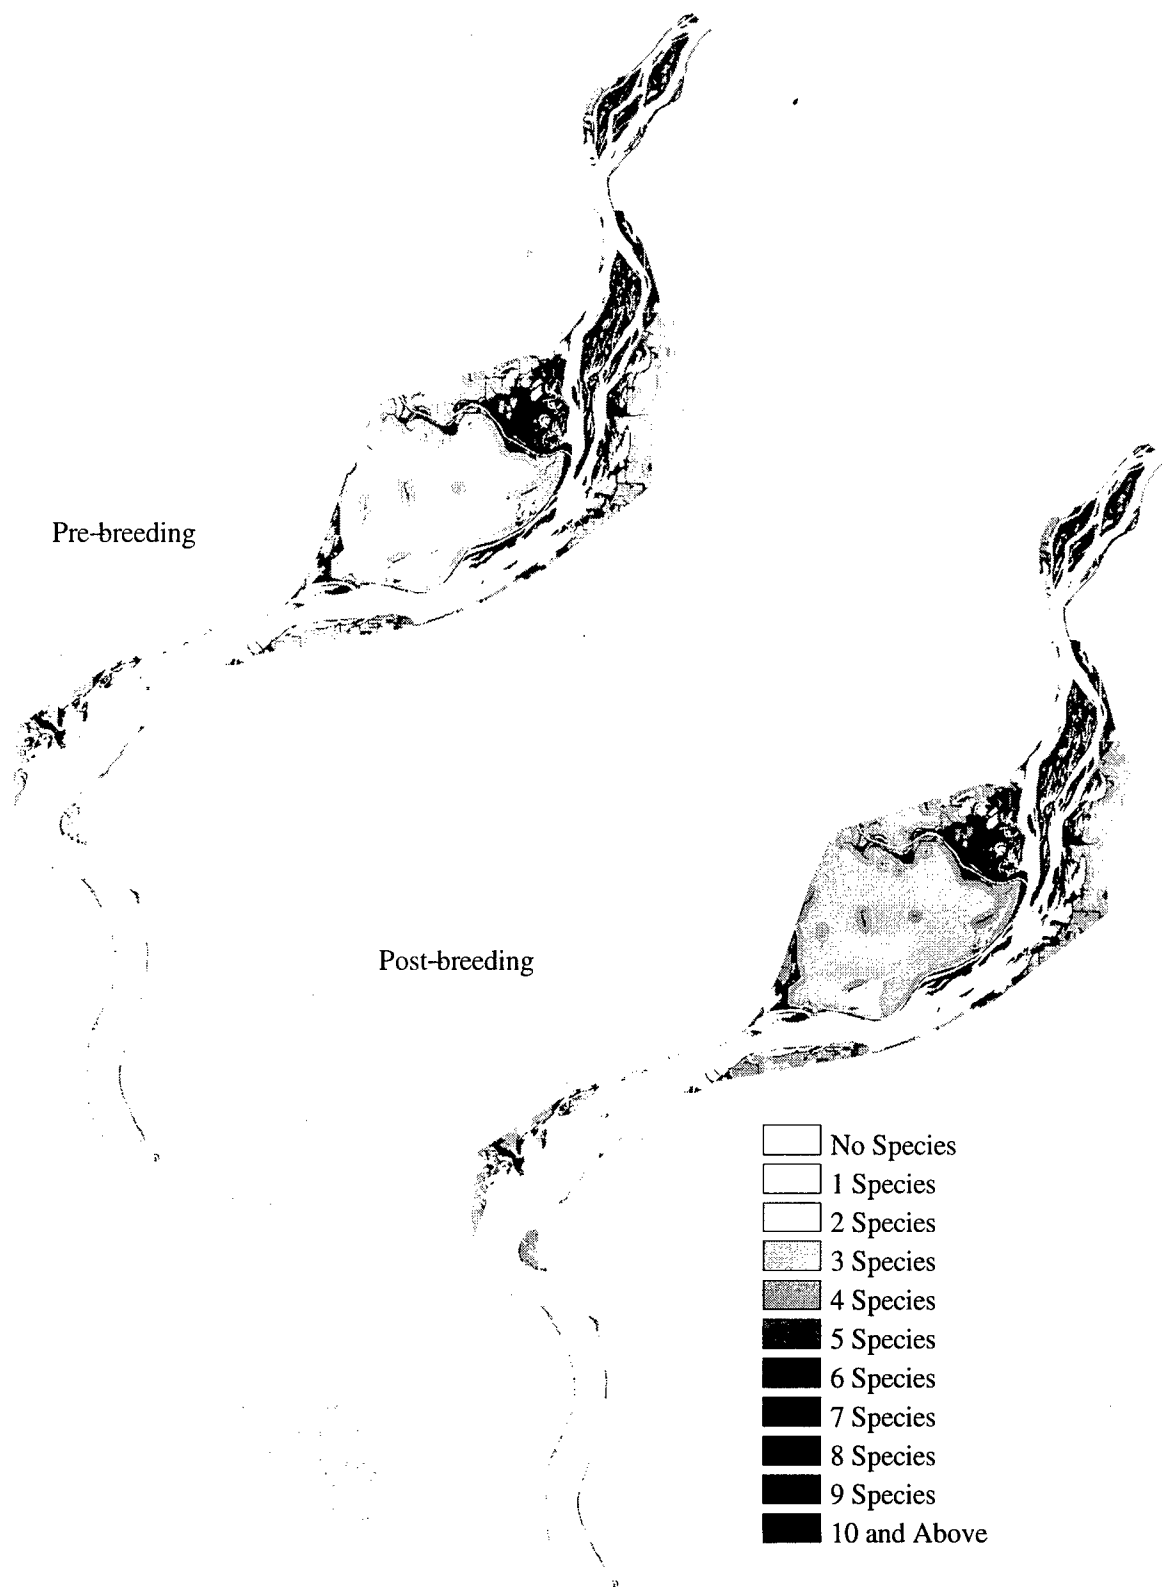 Pre-breeding
Post-breeding
No Species
1 Species
2 Species
3 Species
4 Species
5 Species
6 Species
7 Species
8 Species
9 Species
10 and Above